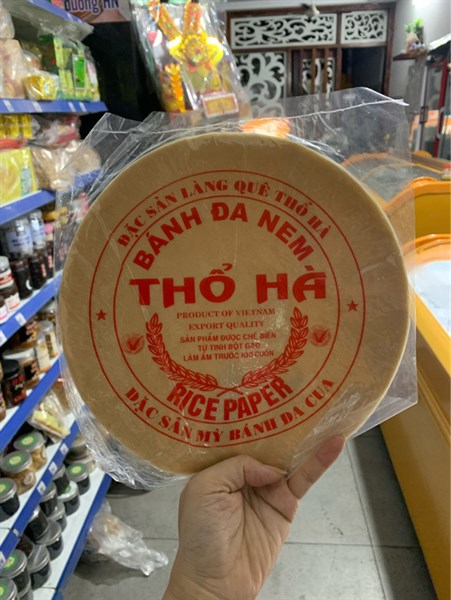 Dương AN
ĐẶC SẢN LÀNG QUÊ THỔ HÀ
BÁNH ĐA NEM
THỔ HÀ
PRODUCT OF VIETNAM
EXPORT QUALITY
SẢN PHẨM ĐƯỢC CHẾ BIẾN
TỪ TINH BỘT GẠO
LÀM ẨM TRƯỚC KHI CUỐN
RICE PAPER
ĐẶC SẢN MỲ BÁNH ĐA CUA